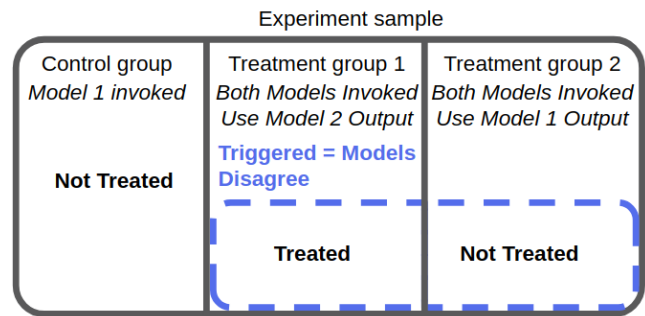 Experiment sample
Control group
Model 1 invoked
Not Treated
Treatment group 1
Both Models Invoked
Use Model 2 Output
Triggered = Models
Disagree
Treated
Treatment group 2
Both Models Invoked
Use Model 1 Output
Not Treated